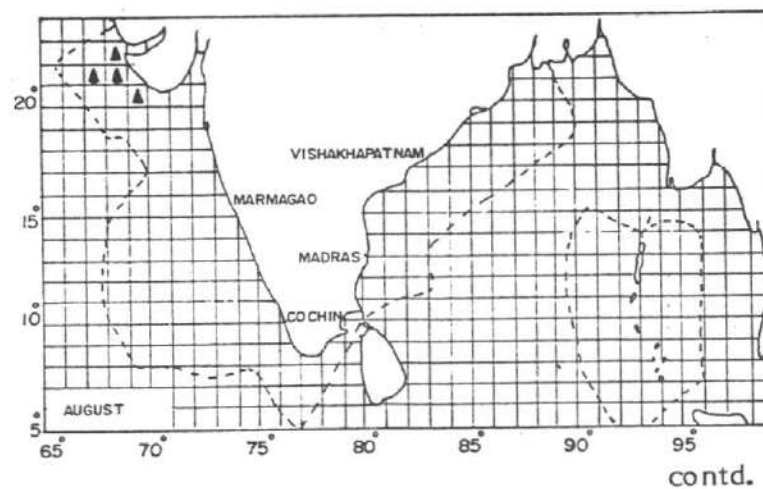 20°
VISHAKHAPATNAM
MARMAGAO
15°
MADRAS
10°
COCHIN
AUGUST
5°
65° 70° 75° 80° 85° 90° 95°
contd.